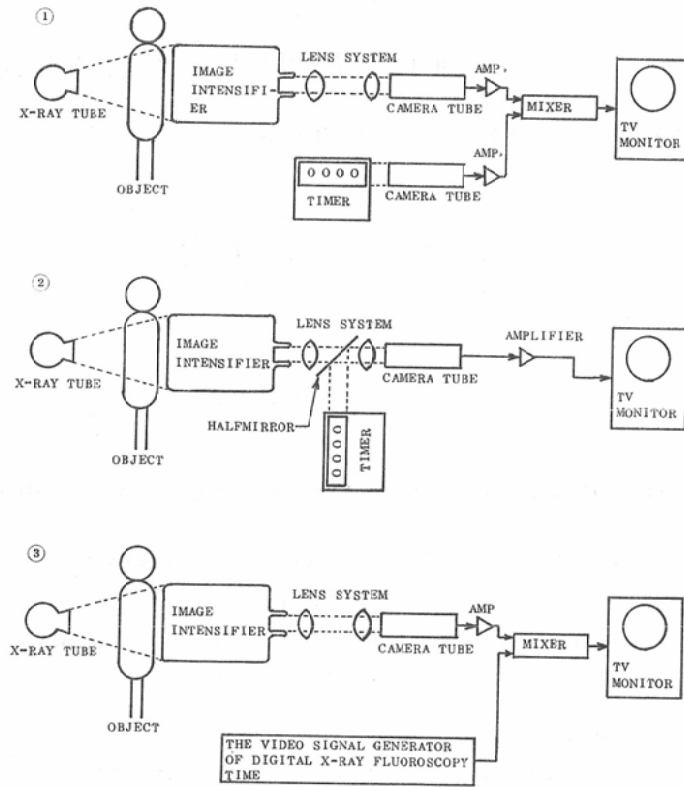 ①
LENS SYSTEM
AMP.
IMAGE
INTENSIFI-
ER
X-RAY TUBE
CAMERA TUBE
MIXER
TV
MONITOR
AMP.
0000
TIMER
CAMERA TUBE
OBJECT
②
LENS SYSTEM
AMPLIFIER
IMAGE
INTENSIFIER
X-RAY TUBE
CAMERA TUBE
TV
MONITOR
HALFMIRROR
0000
TIMER
OBJECT
③
LENS SYSTEM
AMP
IMAGE
INTENSIFIER
X-RAY TUBE
CAMERA TUBE
MIXER
TV
MONITOR
OBJECT
THE VIDEO SIGNAL GENERATOR
OF DIGITAL X-RAY FLUOROSCOPY
TIME